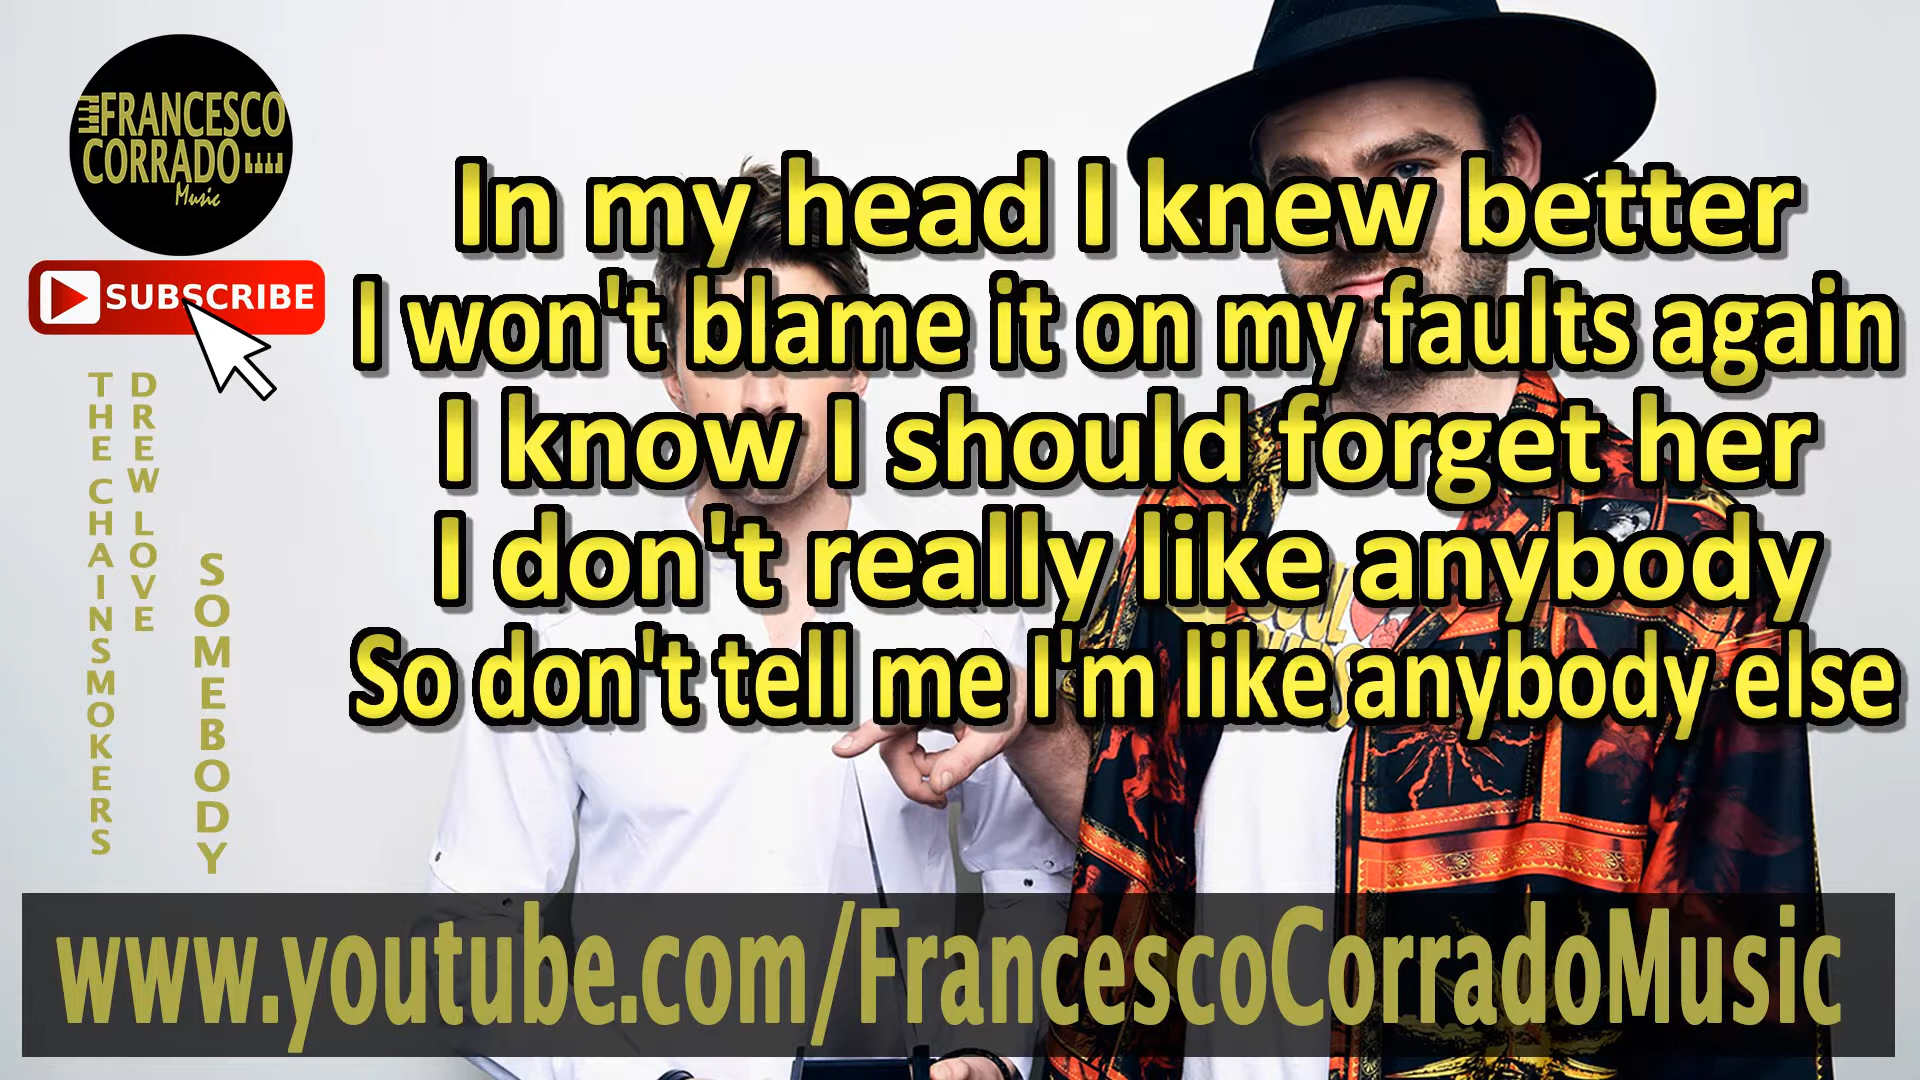 FRANCESCO
CORRADO
Music
SUBSCRIBE
THE CHAINSMOKERS
DREW LOVE
SOMEBODY
In my head I knew better
I won't blame it on my faults again
I know I should forget her
I don't really like anybody
So don't tell me I'm like anybody else
www.youtube.com/FrancescoCorradoMusic